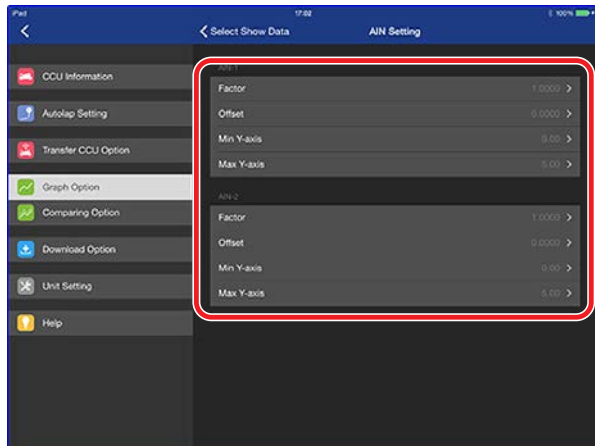 iPad
17:02
100%
Select Show Data
AIN Setting
CCU Information
Autolap Setting
Transfer CCU Option
Graph Option
Comparing Option
Download Option
Unit Setting
Help
AIN-1
Factor
1.0000
Offset
0.0000
Min Y-axis
Max Y-axis
5.00
AIN-2
Factor
1.0000
Offset
0.0000
Min Y-axis
0.00
Max Y-axis
5.00